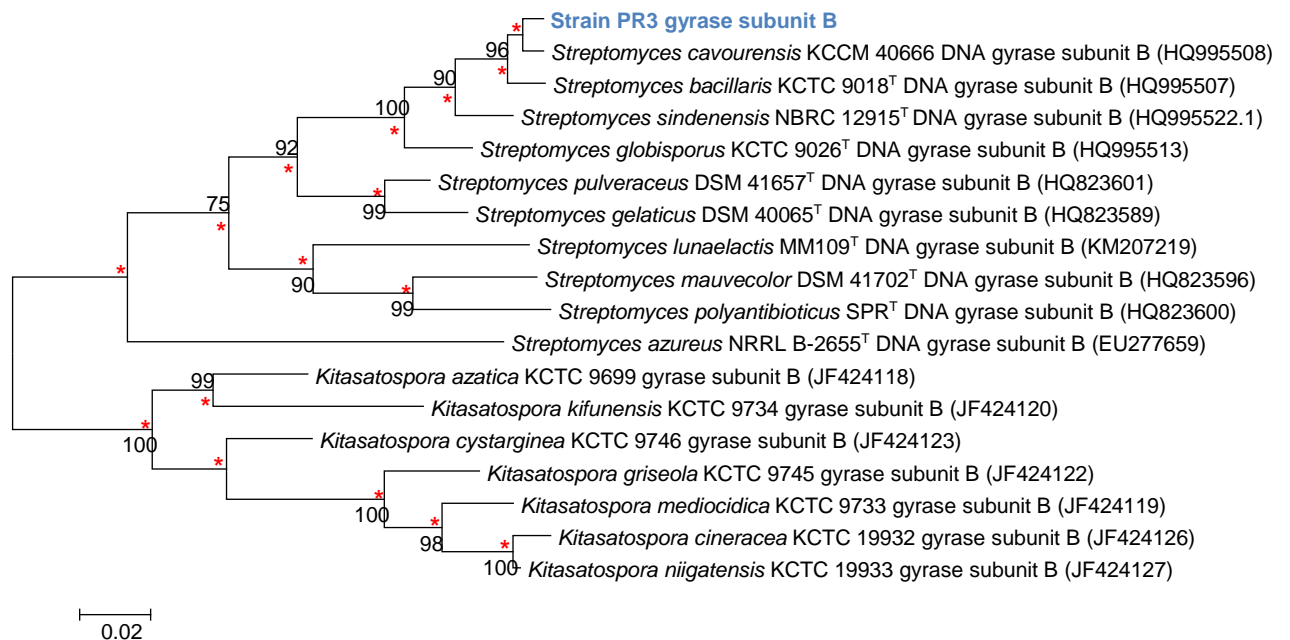 * Strain PR3 gyrase subunit B
96 * Streptomyces cavourensis KCCM 40666 DNA gyrase subunit B (HQ995508)
90 * Streptomyces bacillaris KCTC 9018ᵀ DNA gyrase subunit B (HQ995507)
100 * Streptomyces sindenensis NBRC 12915ᵀ DNA gyrase subunit B (HQ995522.1)
92 * Streptomyces globisporus KCTC 9026ᵀ DNA gyrase subunit B (HQ995513)
* Streptomyces pulveraceus DSM 41657ᵀ DNA gyrase subunit B (HQ823601)
75 * 99 Streptomyces gelaticus DSM 40065ᵀ DNA gyrase subunit B (HQ823589)
* Streptomyces lunaelactis MM109ᵀ DNA gyrase subunit B (KM207219)
* 90 * Streptomyces mauvecolor DSM 41702ᵀ DNA gyrase subunit B (HQ823596)
99 Streptomyces polyantibioticus SPRᵀ DNA gyrase subunit B (HQ823600)
Streptomyces azureus NRRL B-2655ᵀ DNA gyrase subunit B (EU277659)
99 Kitasatospora azatica KCTC 9699 gyrase subunit B (JF424118)
* * Kitasatospora kifunensis KCTC 9734 gyrase subunit B (JF424120)
100 * Kitasatospora cystarginea KCTC 9746 gyrase subunit B (JF424123)
* Kitasatospora griseola KCTC 9745 gyrase subunit B (JF424122)
100 * Kitasatospora mediocidica KCTC 9733 gyrase subunit B (JF424119)
98 * Kitasatospora cineracea KCTC 19932 gyrase subunit B (JF424126)
100 Kitasatospora niigatensis KCTC 19933 gyrase subunit B (JF424127)
0.02